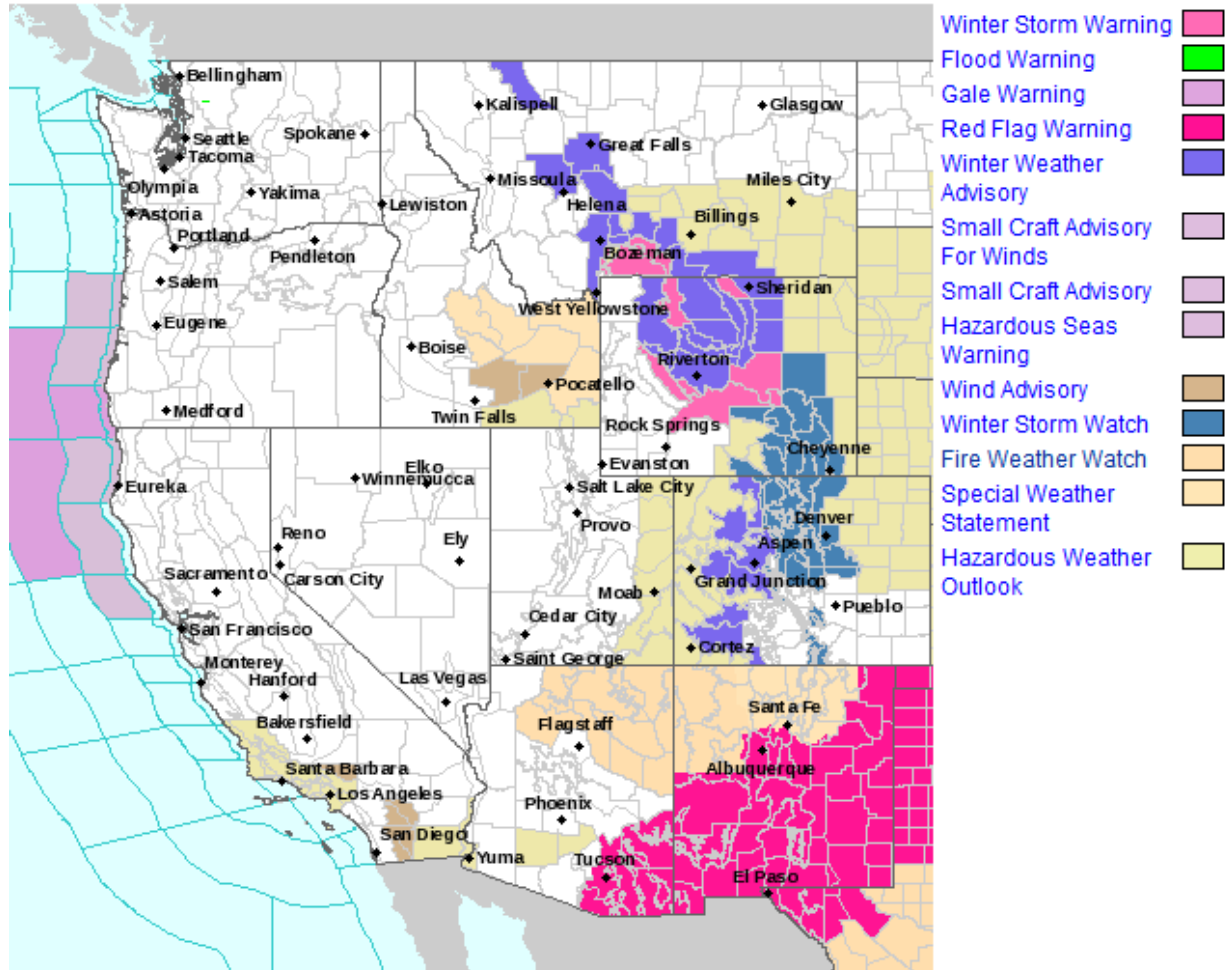 Bellingham
Kalispell
Glasgow
Seattle
Spokane
Great Falls
Tacoma
Olympia
Yakima
Missoula
Miles City
Helena
Lewiston
Astoria
Billings
Portland
Pendleton
Bozeman
Salem
Sheridan
West Yellowstone
Eugene
Boise
Riverton
Pocatello
Medford
Twin Falls
Rock Springs
Cheyenne
Evanston
Elko
Winnemucca
Eureka
Salt Lake City
Provo
Denver
Reno
Ely
Aspen
Sacramento
Carson City
Grand Junction
Moab
Pueblo
San Francisco
Cedar City
Cortez
Monterey
Saint George
Hanford
Las Vegas
Bakersfield
Flagstaff
Santa Fe
Albuquerque
Santa Barbara
Los Angeles
Phoenix
San Diego
Yuma
Tucson
El Paso
Winter Storm Warning
Flood Warning
Gale Warning
Red Flag Warning
Winter Weather
Advisory
Small Craft Advisory
For Winds
Small Craft Advisory
Hazardous Seas
Warning
Wind Advisory
Winter Storm Watch
Fire Weather Watch
Special Weather
Statement
Hazardous Weather
Outlook